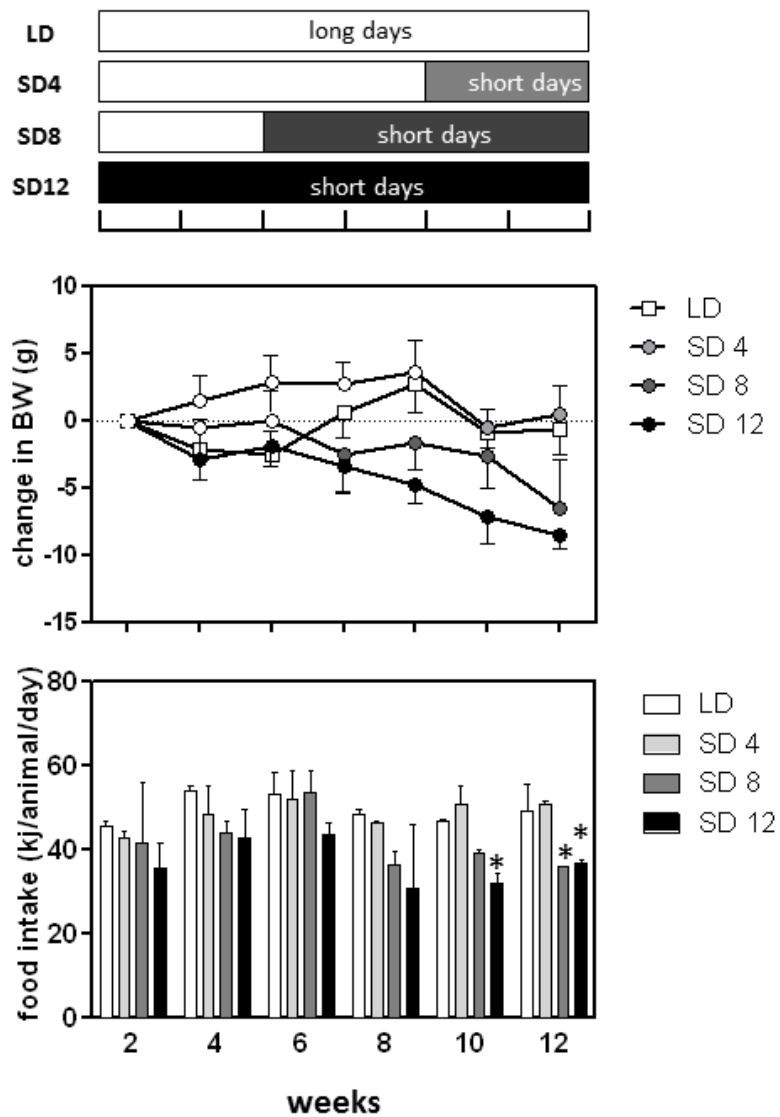 LD
long days
SD4
short days
SD8
short days
SD12
short days
10
5
0
-5
-10
-15
change in BW (g)
LD
SD 4
SD 8
SD 12
80
60
40
20
0
food intake (kj/animal/day)
LD
SD 4
SD 8
SD 12
*
*
*
2 4 6 8 10 12
weeks